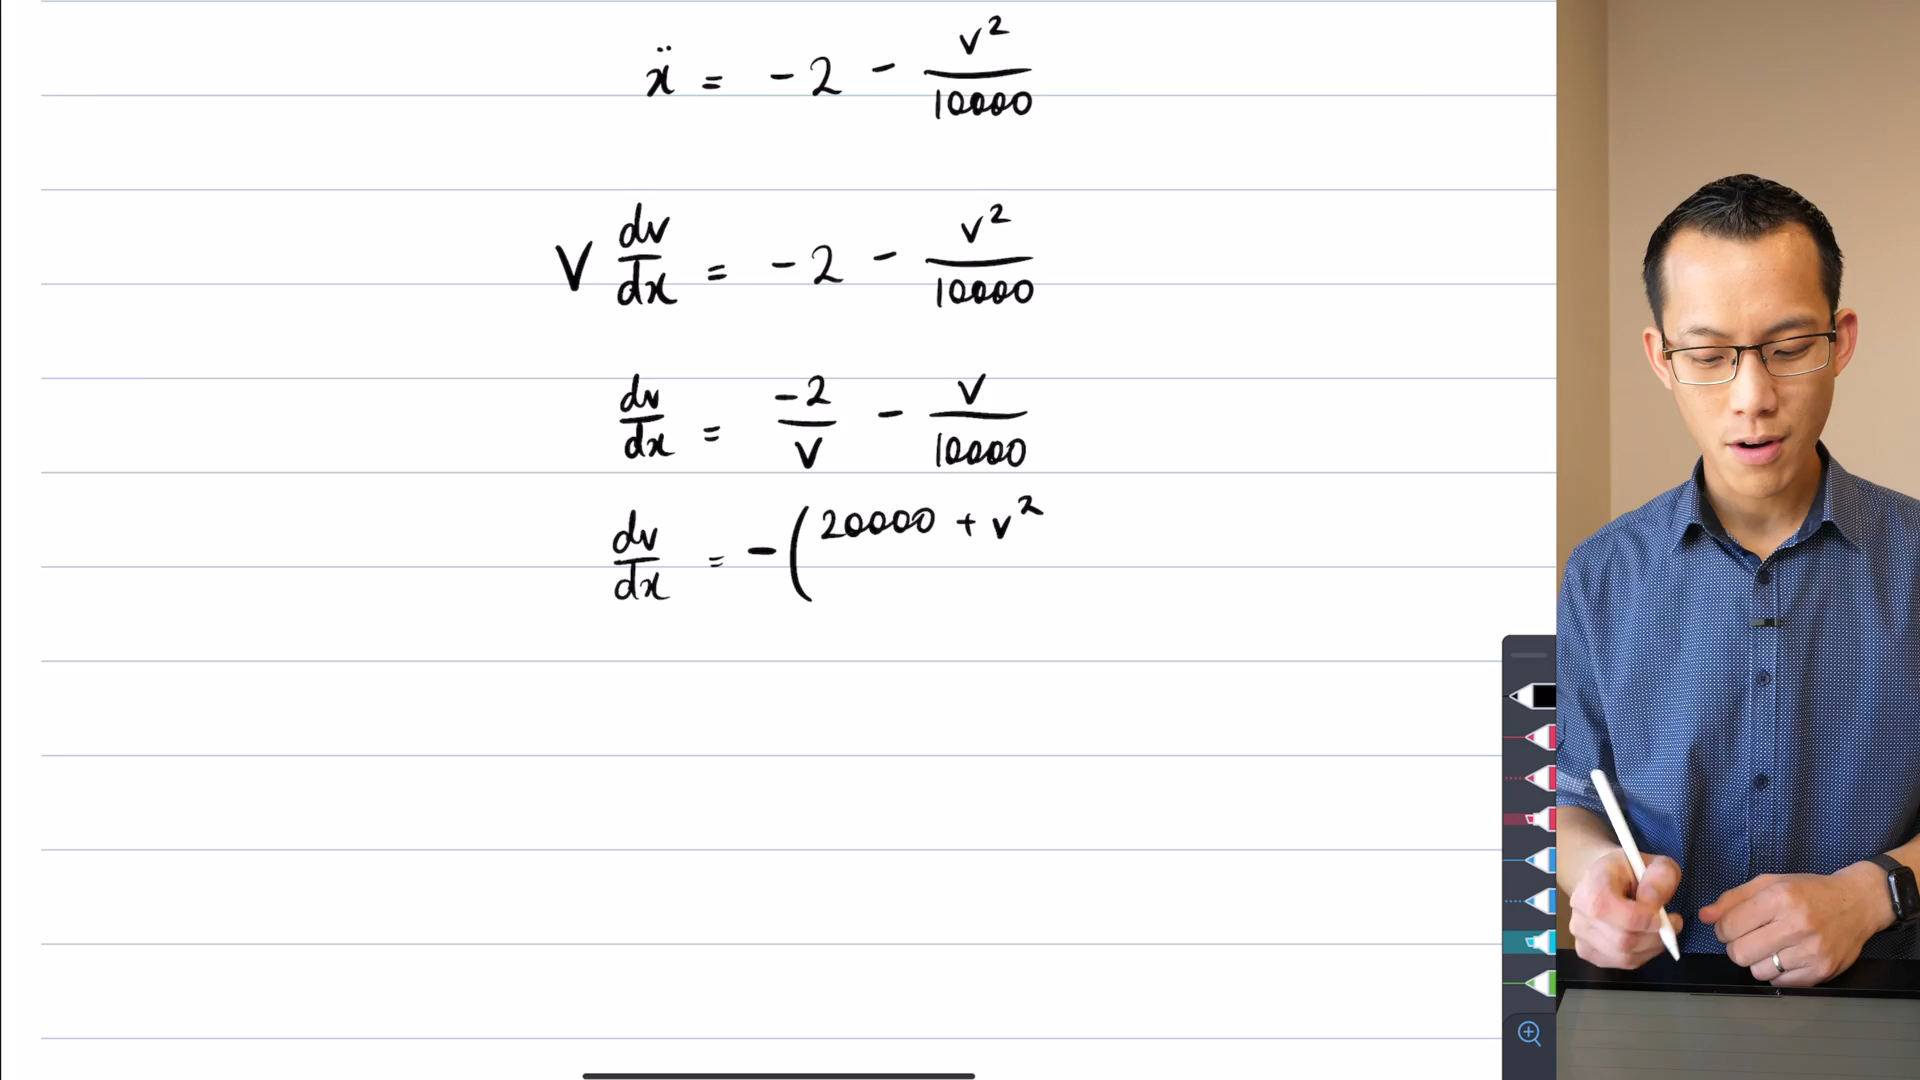 ẍ = -2 - v²/10000
V dv/dx = -2 - v²/10000
dv/dx = -2/v - v/10000
dv/dx = -(20000 + v²